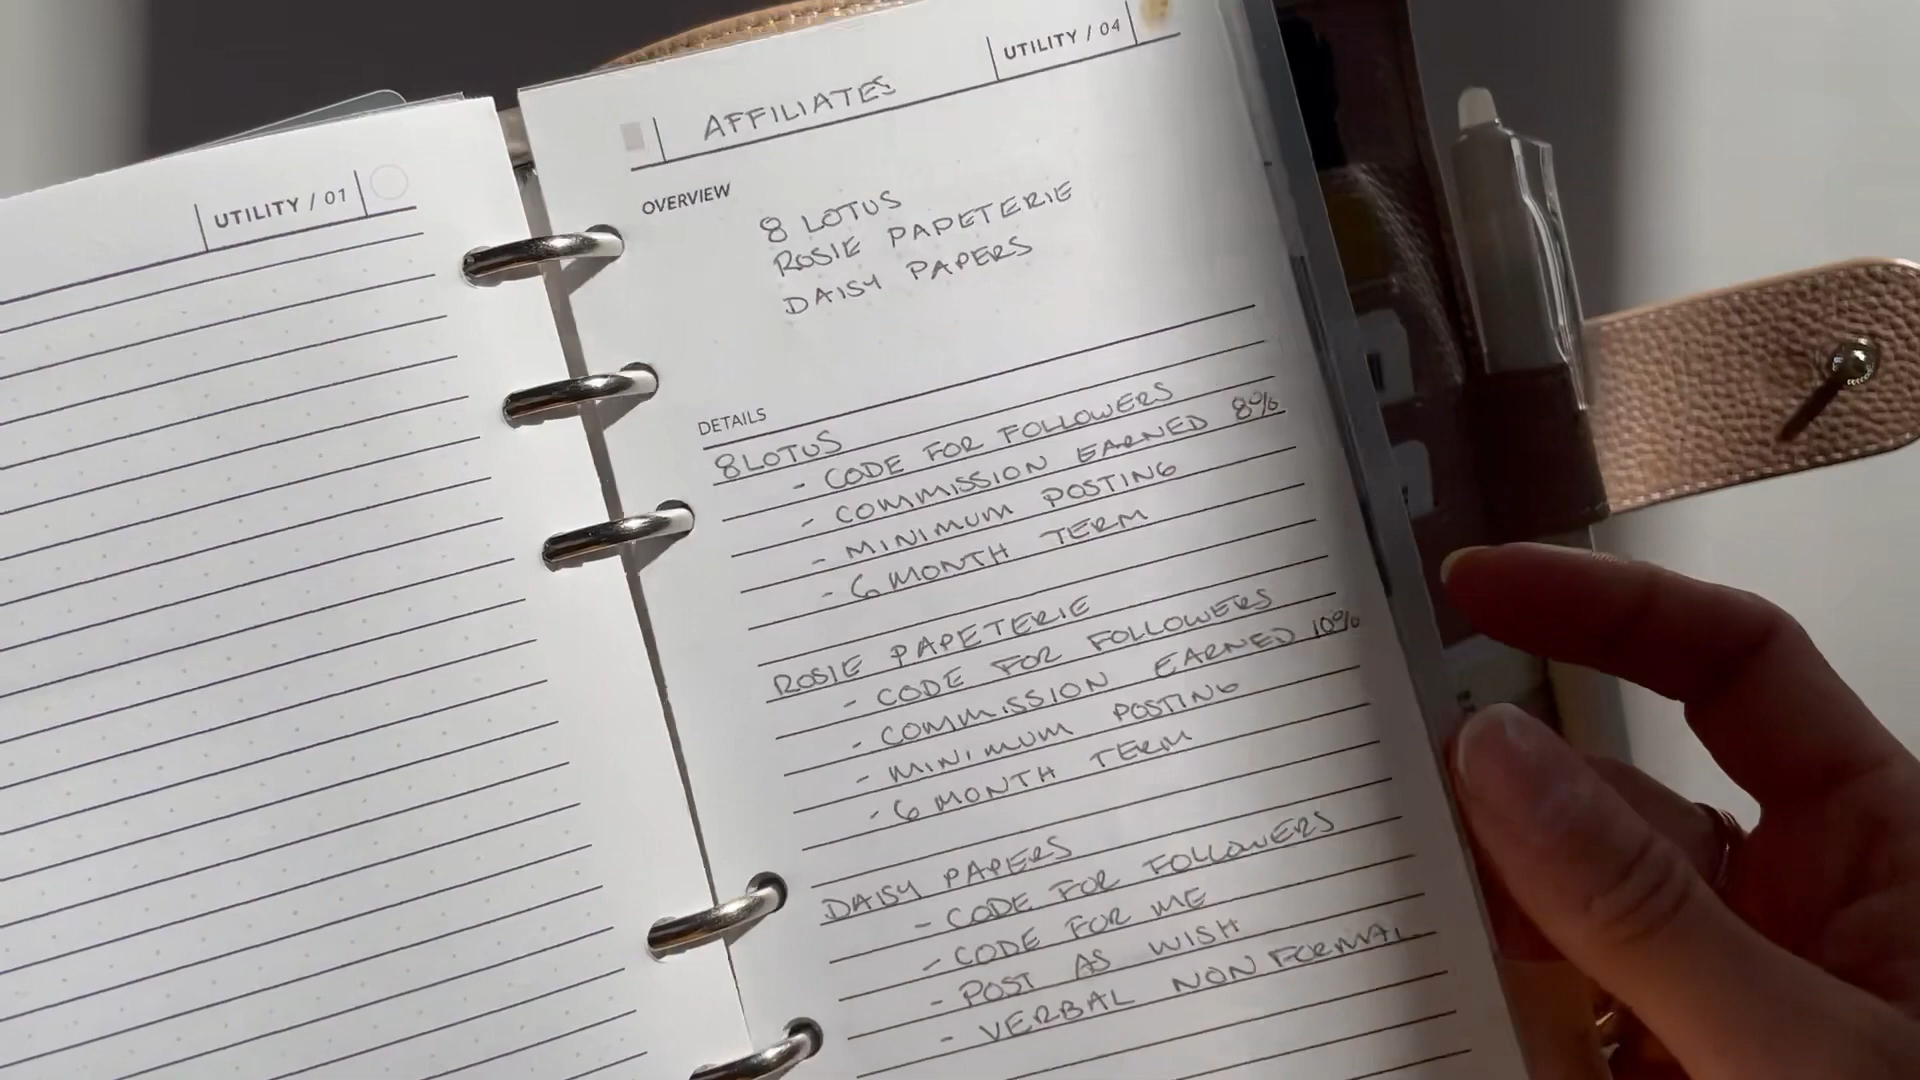 UTILITY / 01
UTILITY / 04
AFFILIATES
OVERVIEW
8 LOTUS
ROSIE PAPETERIE
DAISY PAPERS
DETAILS
8LOTUS
- CODE FOR FOLLOWERS
- COMMISSION EARNED 8%
- MINIMUM POSTING
- 6 MONTH TERM
ROSIE PAPETERIE
- CODE FOR FOLLOWERS
- COMMISSION EARNED 10%
- MINIMUM POSTING
- 6 MONTH TERM
DAISY PAPERS
- CODE FOR FOLLOWERS
- CODE FOR ME
- POST AS WISH
- VERBAL NON FORMAL